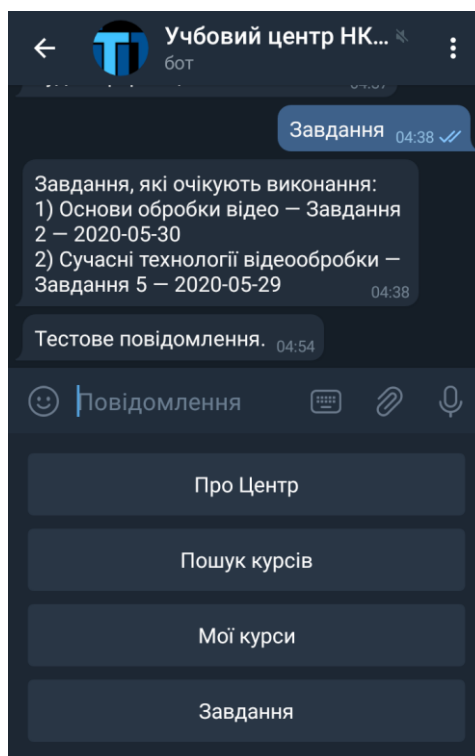 Учбовий центр НК...
бот
Завдання 04:38
Завдання, які очікують виконання:
1) Основи обробки відео — Завдання
2 — 2020-05-30
2) Сучасні технології відеообробки —
Завдання 5 — 2020-05-29 04:38
Тестове повідомлення. 04:54
Повідомлення
Про Центр
Пошук курсів
Мої курси
Завдання